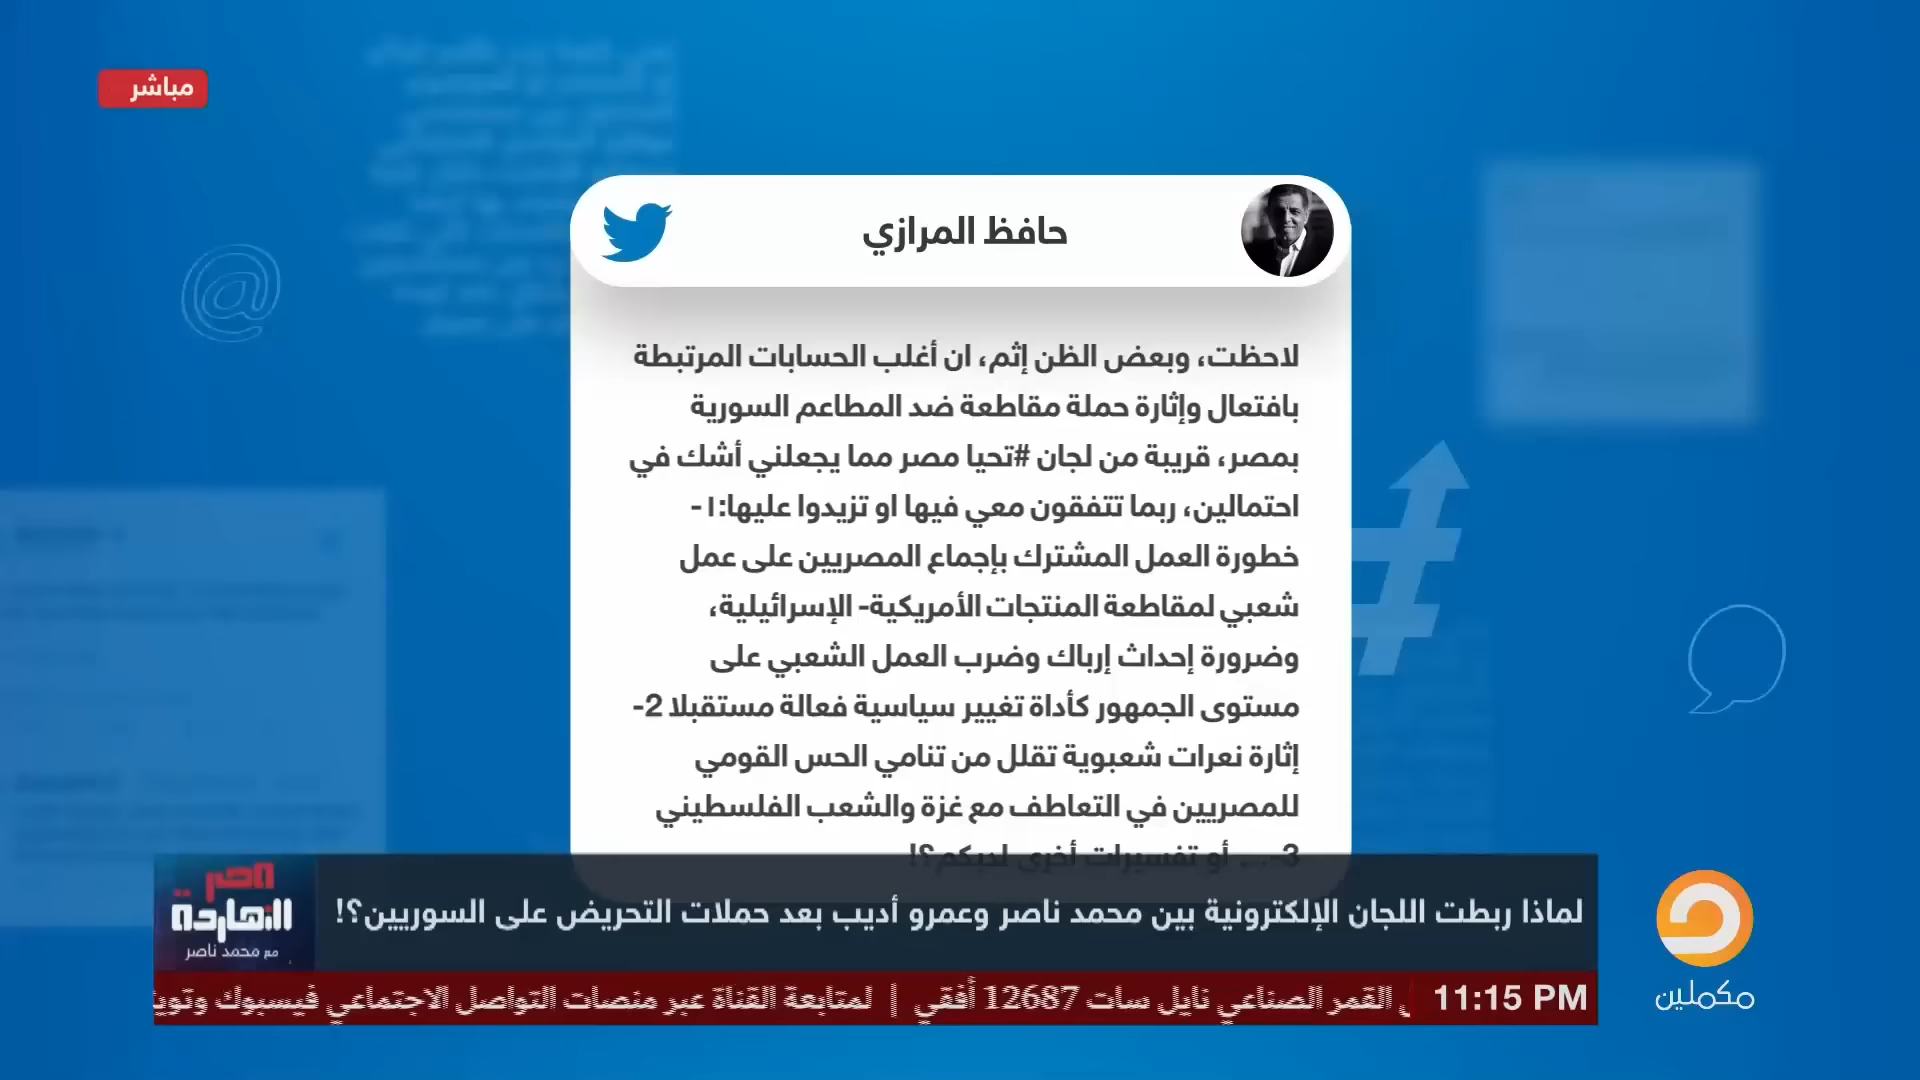 مباشر
حافظ المرازي
لاحظت، وبعض الظن إثم، ان أغلب الحسابات المرتبطة
بافتعال وإثارة حملة مقاطعة ضد المطاعم السورية
بمصر، قريبة من لجان #تحيا مصر مما يجعلني أشك في
احتمالين، ربما تتفقون معي فيها او تزيدوا عليها:١-
خطورة العمل المشترك بإجماع المصريين على عمل
شعبي لمقاطعة المنتجات الأمريكية- الإسرائيلية،
وضرورة إحداث إرباك وضرب العمل الشعبي على
مستوى الجمهور كأداة تغيير سياسية فعالة مستقبلا 2-
إثارة نعرات شعبوية تقلل من تنامي الحس القومي
للمصريين في التعاطف مع غزة والشعب الفلسطيني
3-.... أو تفسيرات أخرى لديكم؟!
لماذا ربطت اللجان الإلكترونية بين محمد ناصر وعمرو أديب بعد حملات التحريض على السوريين؟!
مصر
النهاردة
مع محمد ناصر
11:15 PM
القمر الصناعي نايل سات 12687 أفقي | لمتابعة القناة عبر منصات التواصل الاجتماعي فيسبوك
مكملين